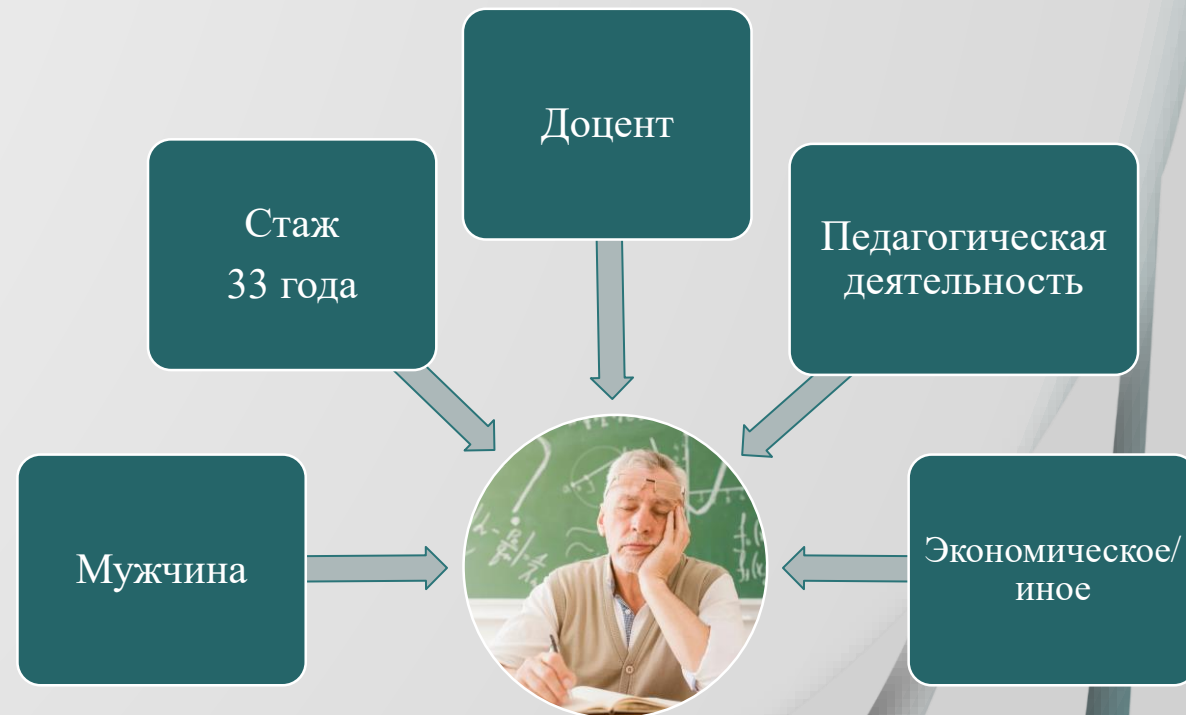 Доцент
Стаж
33 года
Педагогическая
деятельность
Мужчина
Экономическое/
иное